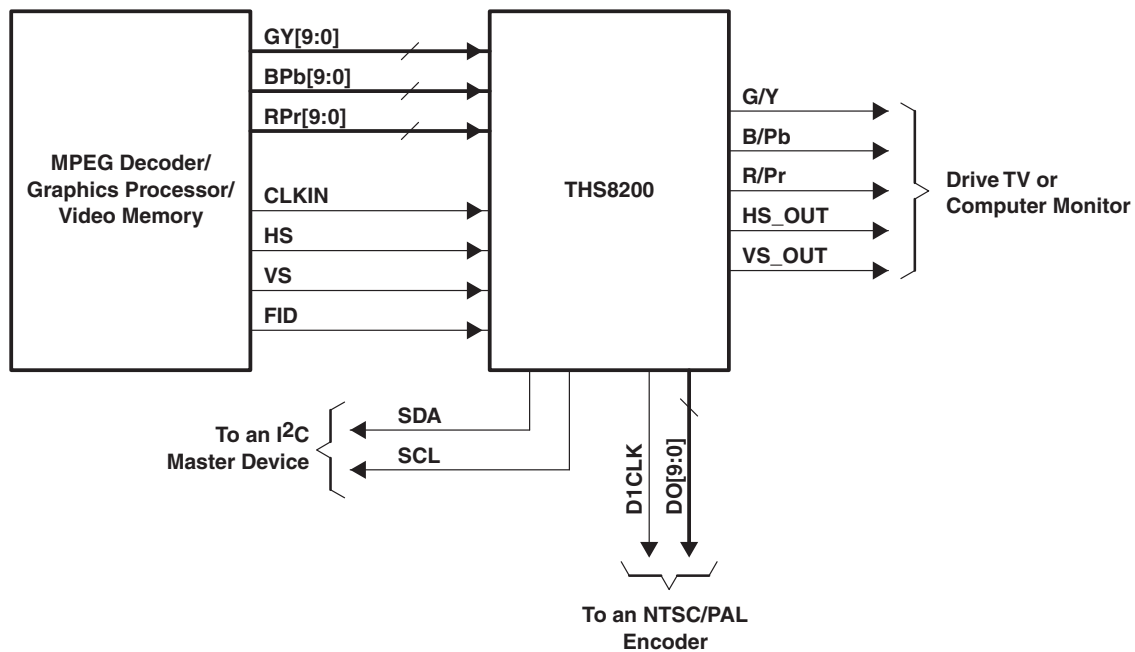 GY[9:0]
BPb[9:0]
RPr[9:0]
MPEG Decoder/
Graphics Processor/
Video Memory
CLKIN
HS
VS
FID
THS8200
G/Y
B/Pb
R/Pr
HS_OUT
VS_OUT
Drive TV or
Computer Monitor
To an I2C
Master Device
SDA
SCL
D1CLK
DO[9:0]
To an NTSC/PAL
Encoder